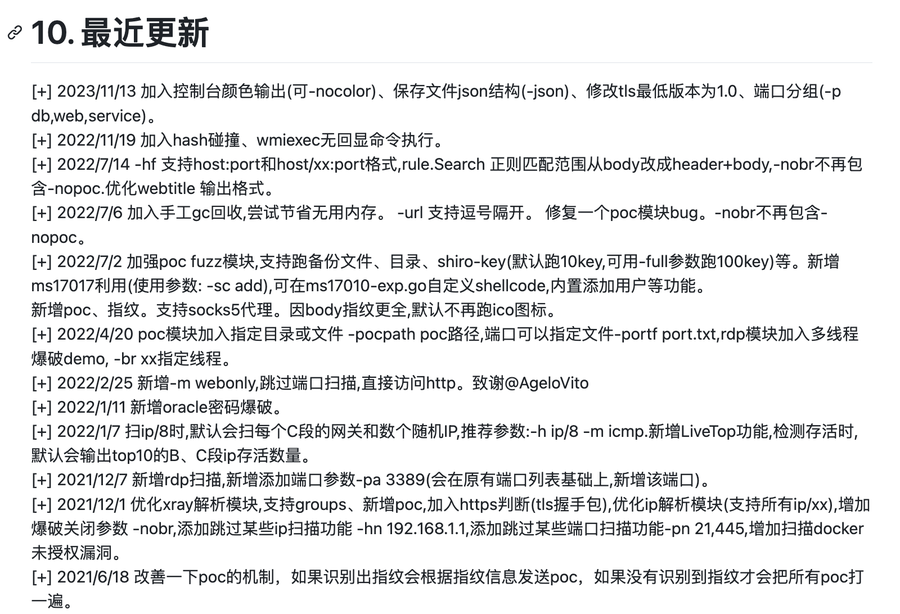 10. 最近更新
[+] 2023/11/13 加入控制台颜色输出(可-nocolor)、保存文件json结构(-json)、修改tls最低版本为1.0、端口分组(-p
db,web,service)。
[+] 2022/11/19 加入hash碰撞、wmiexec无回显命令执行。
[+] 2022/7/14 -hf 支持host:port和host/xx:port格式,rule.Search 正则匹配范围从body改成header+body,-nobr不再包
含-nopoc.优化webtitle 输出格式。
[+] 2022/7/6 加入手工gc回收,尝试节省无用内存。 -url 支持逗号隔开。 修复一个poc模块bug。-nobr不再包含-
nopoc。
[+] 2022/7/2 加强poc fuzz模块,支持跑备份文件、目录、shiro-key(默认跑10key,可用-full参数跑100key)等。新增
ms17017利用(使用参数: -sc add),可在ms17010-exp.go自定义shellcode,内置添加用户等功能。
新增poc、指纹。支持socks5代理。因body指纹更全,默认不再跑ico图标。
[+] 2022/4/20 poc模块加入指定目录或文件 -pocpath poc路径,端口可以指定文件-portf port.txt,rdp模块加入多线程
爆破demo, -br xx指定线程。
[+] 2022/2/25 新增-m webonly,跳过端口扫描,直接访问http。致谢@AgeloVito
[+] 2022/1/11 新增oracle密码爆破。
[+] 2022/1/7 扫ip/8时,默认会扫每个C段的网关和数个随机IP,推荐参数:-h ip/8 -m icmp.新增LiveTop功能,检测存活时,
默认会输出top10的B、C段ip存活数量。
[+] 2021/12/7 新增rdp扫描,新增添加端口参数-pa 3389(会在原有端口列表基础上,新增该端口)。
[+] 2021/12/1 优化xray解析模块,支持groups、新增poc,加入https判断(tls握手包),优化ip解析模块(支持所有ip/xx),增加
爆破关闭参数 -nobr,添加跳过某些ip扫描功能 -hn 192.168.1.1,添加跳过某些端口扫描功能-pn 21,445,增加扫描docker
未授权漏洞。
[+] 2021/6/18 改善一下poc的机制，如果识别出指纹会根据指纹信息发送poc，如果没有识别到指纹才会把所有poc打
一遍。